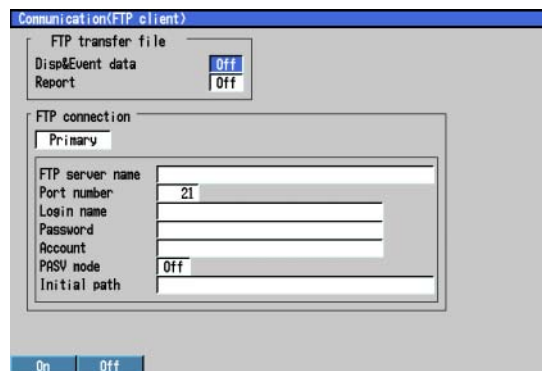 Communication(FTP client)
FTP transfer file
Disp&Event data Off
Report Off
FTP connection
Primary
FTP server name
Port number 21
Login name
Password
Account
PASV mode Off
Initial path
On Off